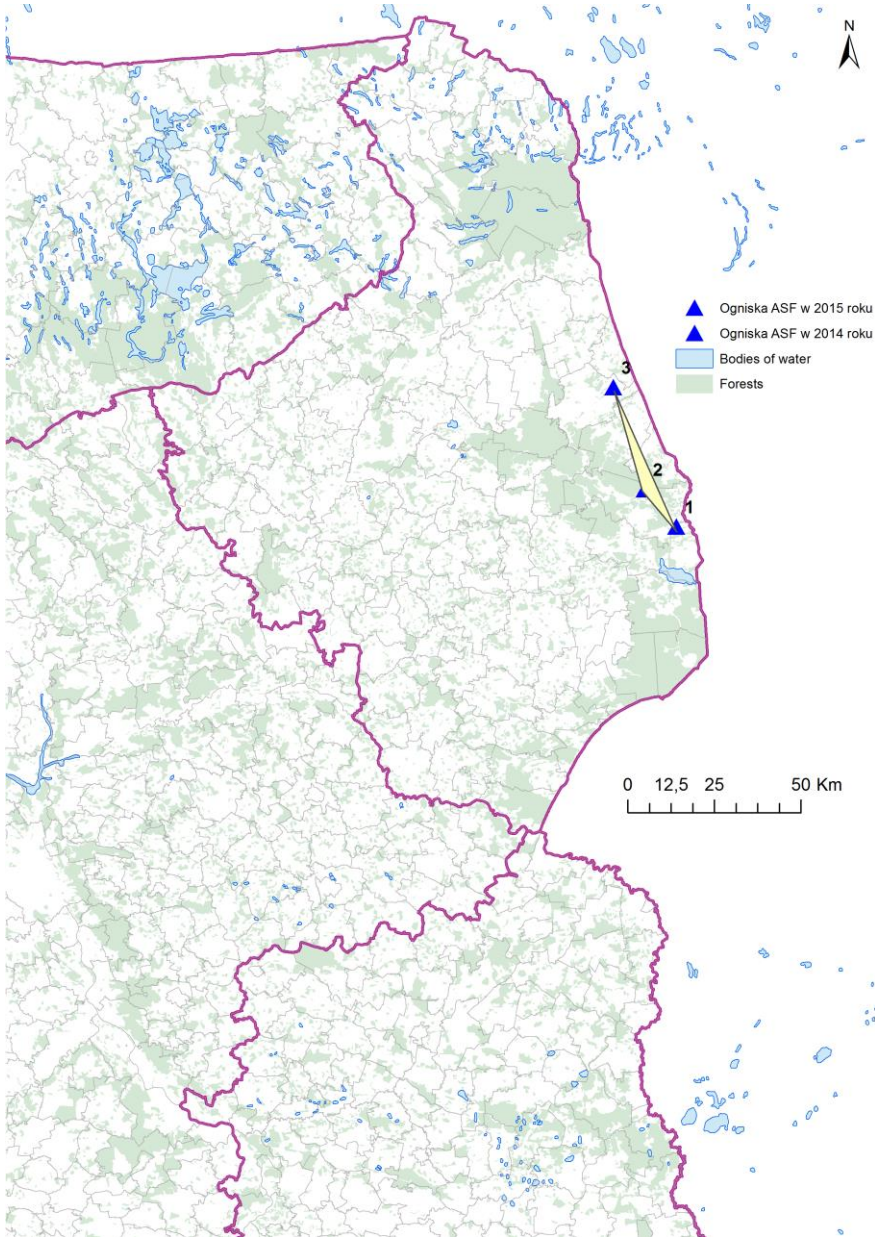 N
Ogniska ASF w 2015 roku
Ogniska ASF w 2014 roku
Bodies of water
Forests
3
2
1
0 12,5 25 50 Km